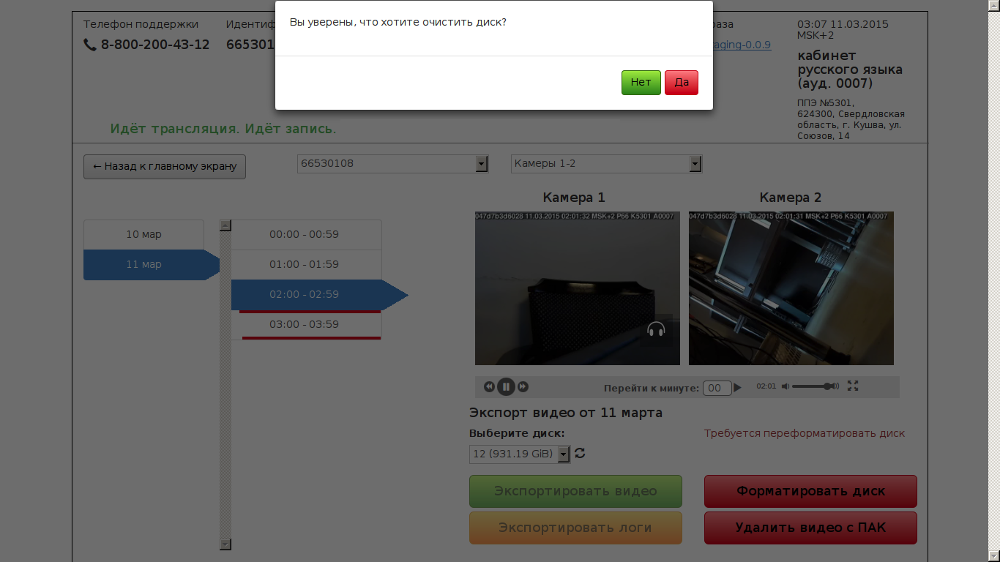 Вы уверены, что хотите очистить диск?
Нет Да
Телефон поддержки
8-800-200-43-12
665301
aging-0.0.9
03:07 11.03.2015
MSK+2
кабинет
русского языка
(ауд. 0007)
ППЭ №5301,
624300, Свердловская
область, г. Кушва, ул.
Союзов, 14
Идёт трансляция. Идёт запись.
← Назад к главному экрану
66530108
Камеры 1-2
Камера 1
Камера 2
047d7b3d6028 11.03.2015 02:01:32 MSK+2 P66 K5301 A0007
047d7b3d6028 11.03.2015 02:01:31 MSK+2 P66 K5301 A0007
10 мар
11 мар
00:00 - 00:59
01:00 - 01:59
02:00 - 02:59
03:00 - 03:59
Перейти к минуте: 00
02:01
Экспорт видео от 11 марта
Выберите диск:
Требуется переформатировать диск
12 (931.19 GiB)
Экспортировать видео
Форматировать диск
Экспортировать логи
Удалить видео с ПАК